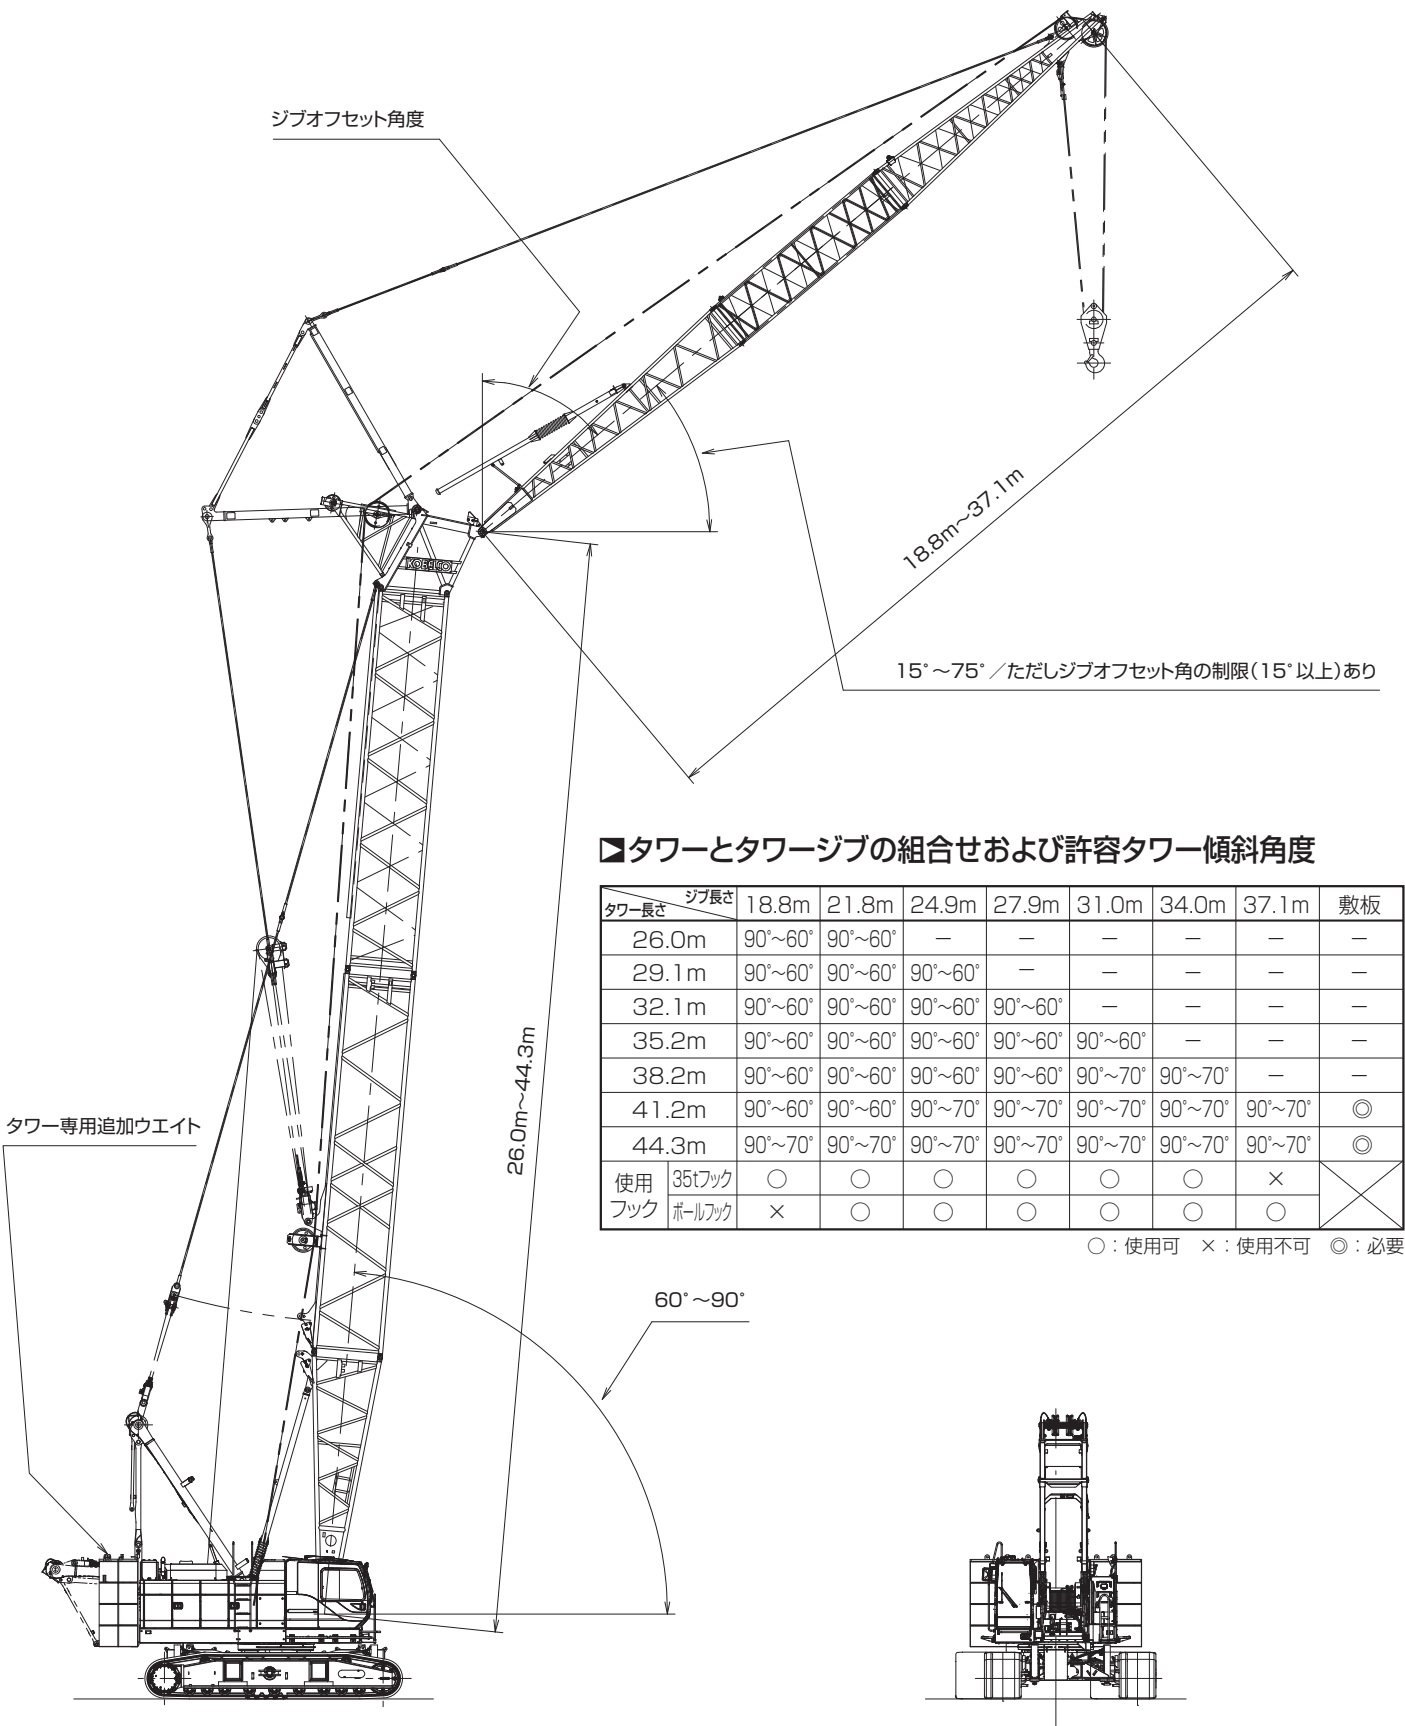 ジブオフセット角度
KOBELCO
18.8m〜37.1m
15°〜75°／ただしジブオフセット角の制限(15°以上)あり
タワーとタワージブの組合せおよび許容タワー傾斜角度
ジブ長さ
タワー長さ 18.8m 21.8m 24.9m 27.9m 31.0m 34.0m 37.1m 敷板
26.0m 90°〜60° 90°〜60° － － － － － －
29.1m 90°〜60° 90°〜60° 90°〜60° － － － － －
32.1m 90°〜60° 90°〜60° 90°〜60° 90°〜60° － － － －
35.2m 90°〜60° 90°〜60° 90°〜60° 90°〜60° 90°〜60° － － －
38.2m 90°〜60° 90°〜60° 90°〜60° 90°〜60° 90°〜70° 90°〜70° － －
41.2m 90°〜60° 90°〜60° 90°〜70° 90°〜70° 90°〜70° 90°〜70° 90°〜70° ◎
44.3m 90°〜70° 90°〜70° 90°〜70° 90°〜70° 90°〜70° 90°〜70° 90°〜70° ◎
使用フック 35tフック ○ ○ ○ ○ ○ ○ ×
ボールフック × ○ ○ ○ ○ ○ ○
○：使用可 ×：使用不可 ◎：必要
26.0m〜44.3m
タワー専用追加ウエイト
60°〜90°